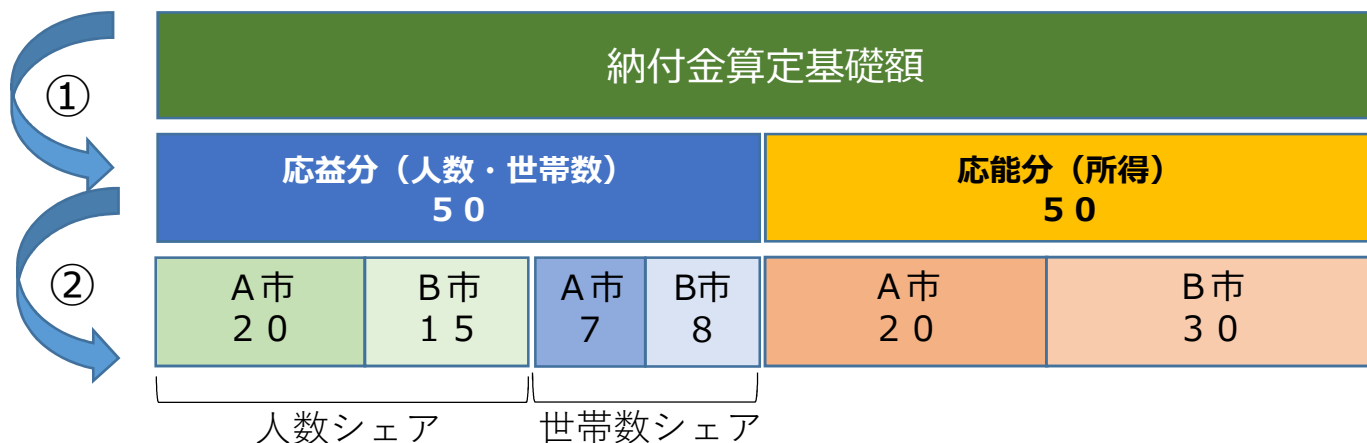 納付金算定基礎額
①
応益分（人数・世帯数）
５０
応能分（所得）
５０
②
Ａ市
２０
Ｂ市
１５
Ａ市
７
Ｂ市
８
Ａ市
２０
Ｂ市
３０
人数シェア
世帯数シェア